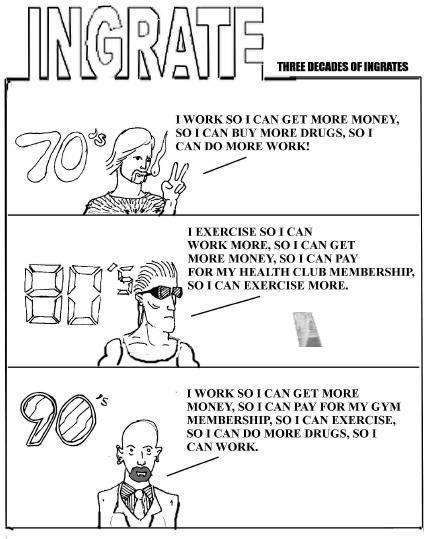 INGRATE
THREE DECADES OF INGRATES
70's
I WORK SO I CAN GET MORE MONEY,
SO I CAN BUY MORE DRUGS, SO I
CAN DO MORE WORK!
80's
I EXERCISE SO I CAN
WORK MORE, SO I CAN GET
MORE MONEY, SO I CAN PAY
FOR MY HEALTH CLUB MEMBERSHIP,
SO I CAN EXERCISE MORE.
90's
I WORK SO I CAN GET MORE
MONEY, SO I CAN PAY FOR MY GYM
MEMBERSHIP, SO I CAN EXERCISE,
SO I CAN DO MORE DRUGS, SO I
CAN WORK.